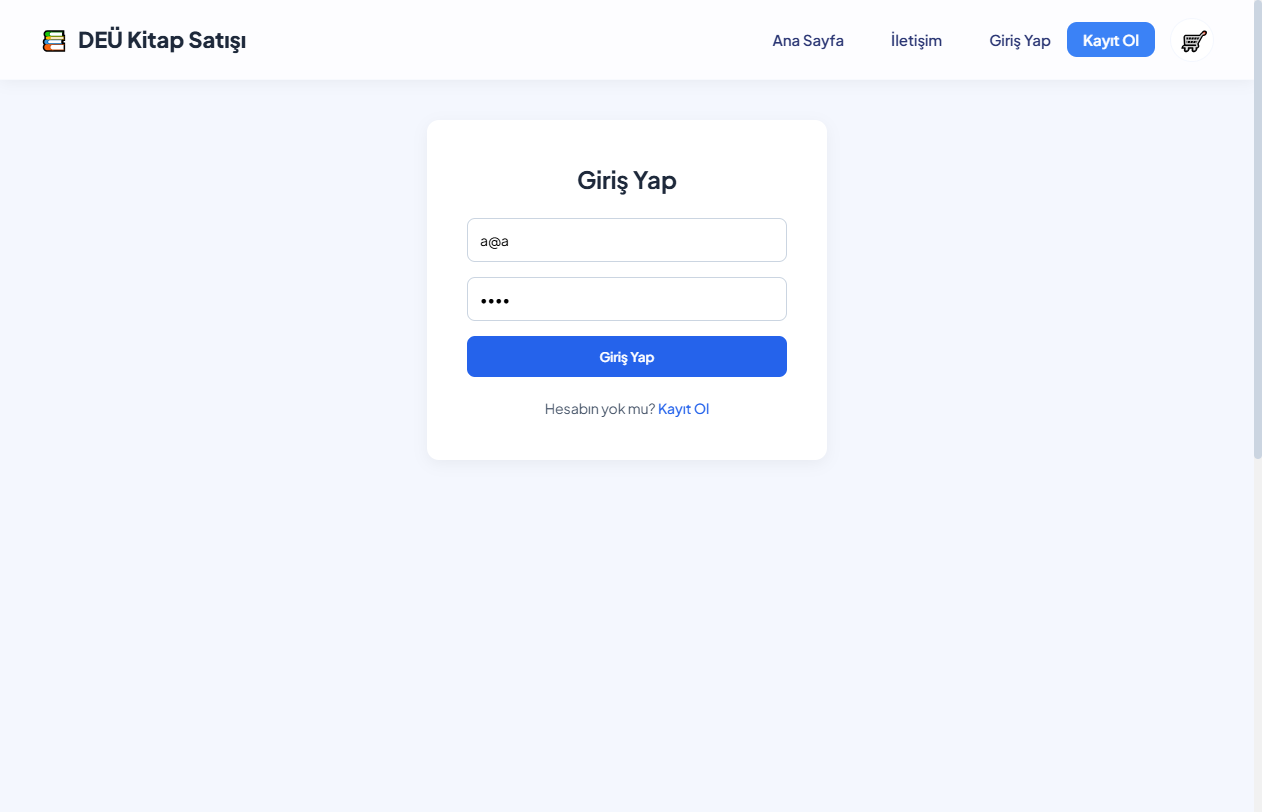 DEÜ Kitap Satışı
Ana Sayfa İletişim Giriş Yap Kayıt Ol
Giriş Yap
a@a
••••
Giriş Yap
Hesabın yok mu? Kayıt Ol